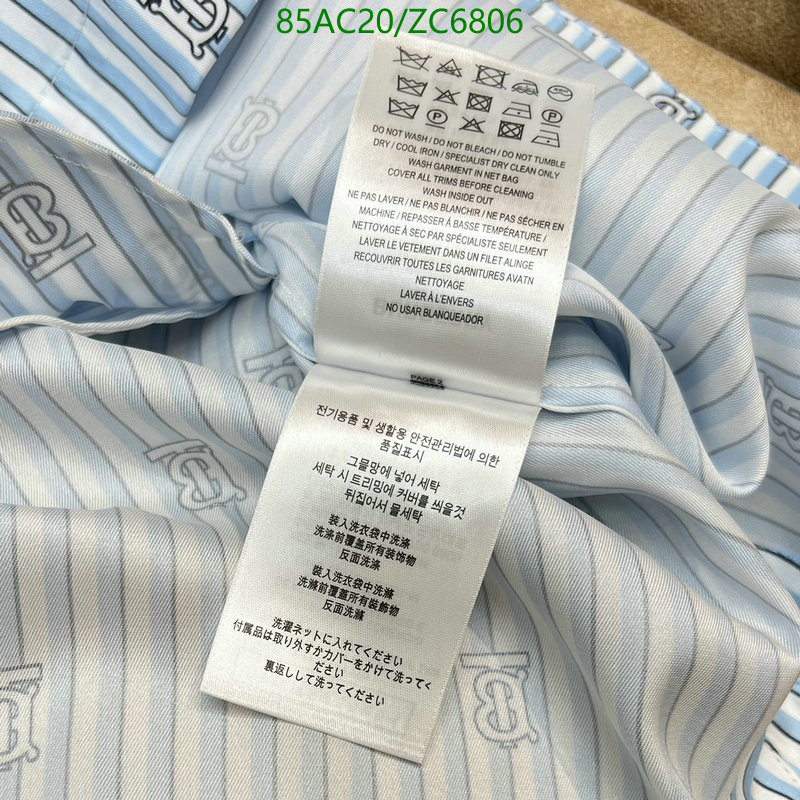 85AC20/ZC6806
DO NOT WASH / DO NOT BLEACH / DO NOT TUMBLE
DRY / COOL IRON / SPECIALIST DRY CLEAN ONLY
WASH GARMENT IN NET BAG
COVER ALL TRIMS BEFORE CLEANING
WASH INSIDE OUT
NE PAS LAVER / NE PAS BLANCHIR / NE PAS SÉCHER EN
MACHINE / REPASSER À BASSE TEMPÉRATURE /
NETTOYAGE À SEC PAR SPÉCIALISTE SEULEMENT
LAVER LE VETEMENT DANS UN FILET ALINGE
RECOUVRIR TOUTES LES GARNITURES AVATN
NETTOYAGE
LAVER À L'ENVERS
NO USAR BLANQUEADOR
PAGE 2
전기용품 및 생활용 안전관리법에 의한
품질표시
그물망에 넣어 세탁
세탁 시 트리밍에 커버를 씌울것
뒤집어서 물세탁
裝入洗衣袋中洗涤
洗涤前覆盖所有装饰物
反面洗涤
裝入洗衣袋中洗滌
洗滌前覆蓋所有裝飾物
反面洗滌
洗濯ネットに入れてください
付属品は取り外すかカバーをかけて洗ってく
ださい
裏返しして洗ってください